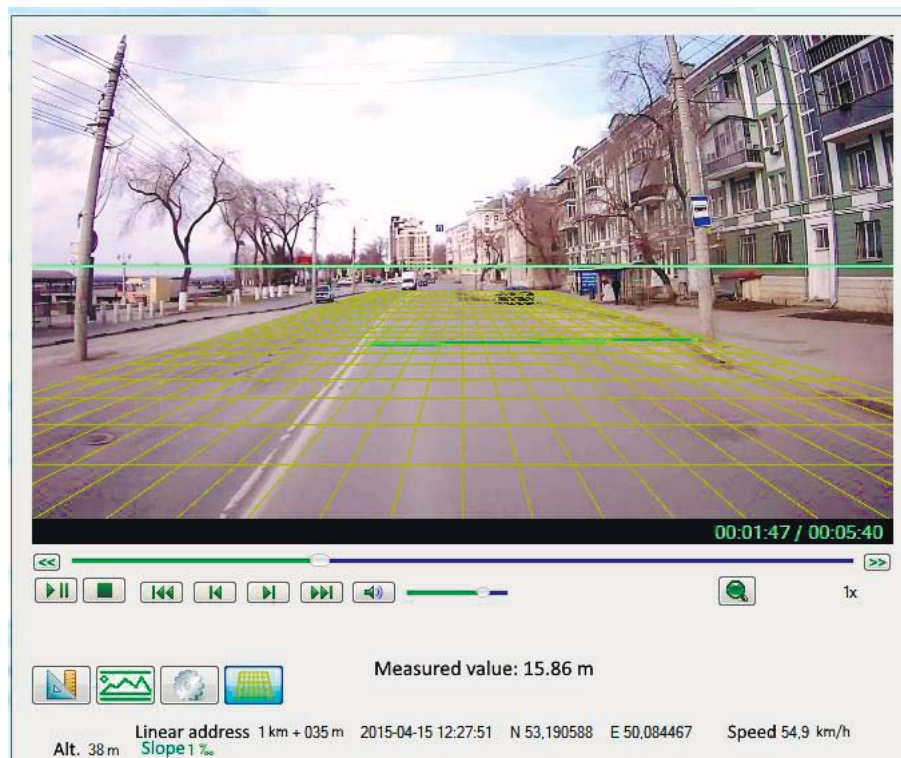 00:01:47 / 00:05:40
<<
>>
1x
Measured value: 15.86 m
Linear address 1 km + 035 m 2015-04-15 12:27:51 N 53,190588 E 50,084467 Speed 54,9 km/h
Alt. 38 m Slope 1 ‰